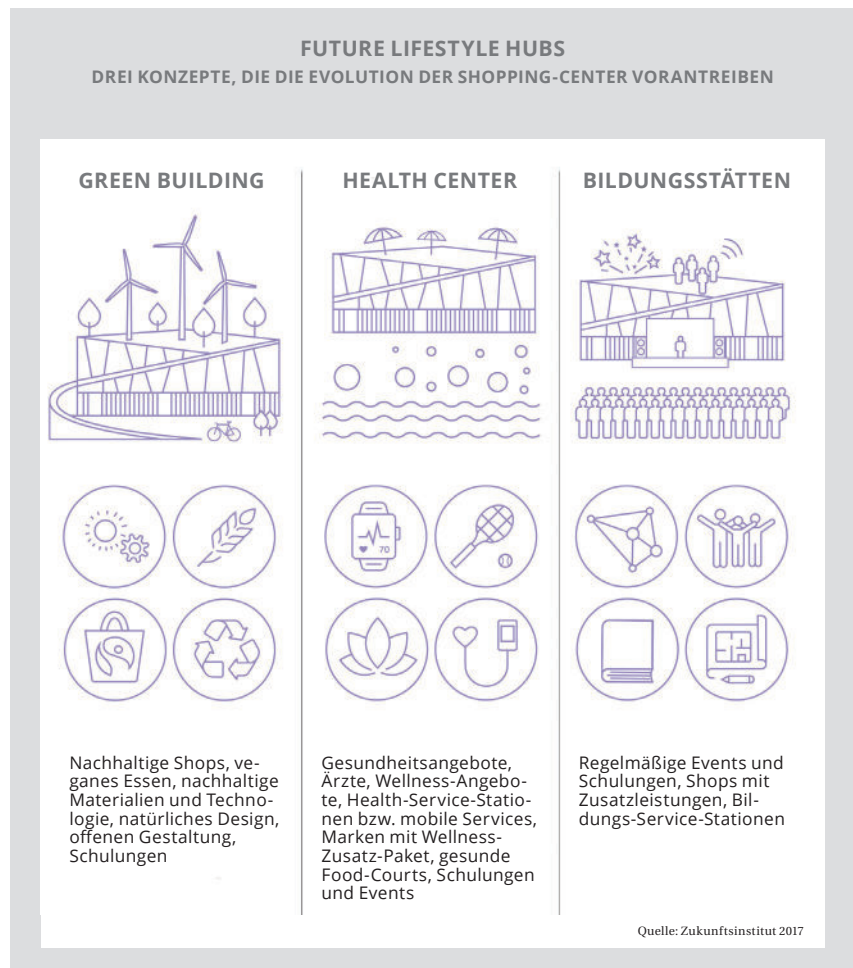 FUTURE LIFESTYLE HUBS
DREI KONZEPTE, DIE DIE EVOLUTION DER SHOPPING-CENTER VORANTREIBEN
GREEN BUILDING
Nachhaltige Shops, ve-
ganes Essen, nachhaltige
Materialien und Techno-
logie, natürliches Design,
offenen Gestaltung,
Schulungen
HEALTH CENTER
70
Gesundheitsangebote,
Ärzte, Wellness-Angebo-
te, Health-Service-Statio-
nen bzw. mobile Services,
Marken mit Wellness-
Zusatz-Paket, gesunde
Food-Courts, Schulungen
und Events
BILDUNGSSTÄTTEN
Regelmäßige Events und
Schulungen, Shops mit
Zusatzleistungen, Bil-
dungs-Service-Stationen
Quelle: Zukunftsinstitut 2017